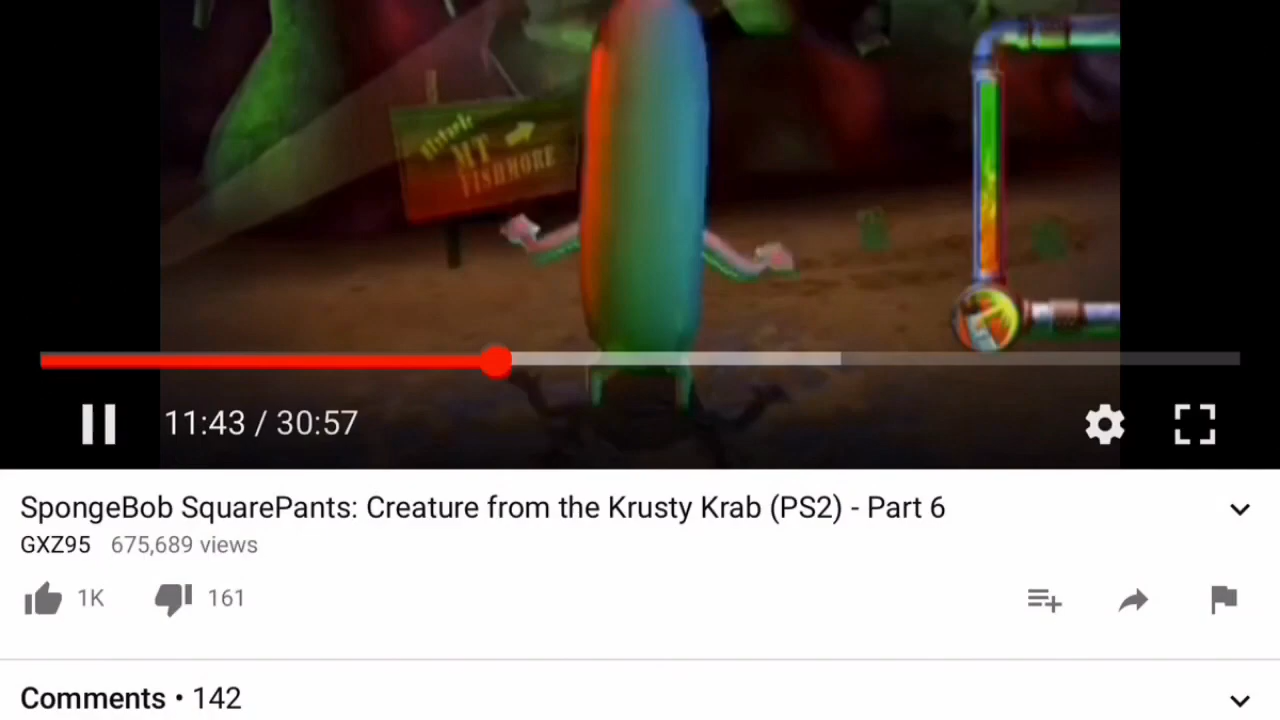 Historic
MT
FISHMORE
11:43 / 30:57
SpongeBob SquarePants: Creature from the Krusty Krab (PS2) - Part 6
GXZ95 675,689 views
1K 161
Comments • 142